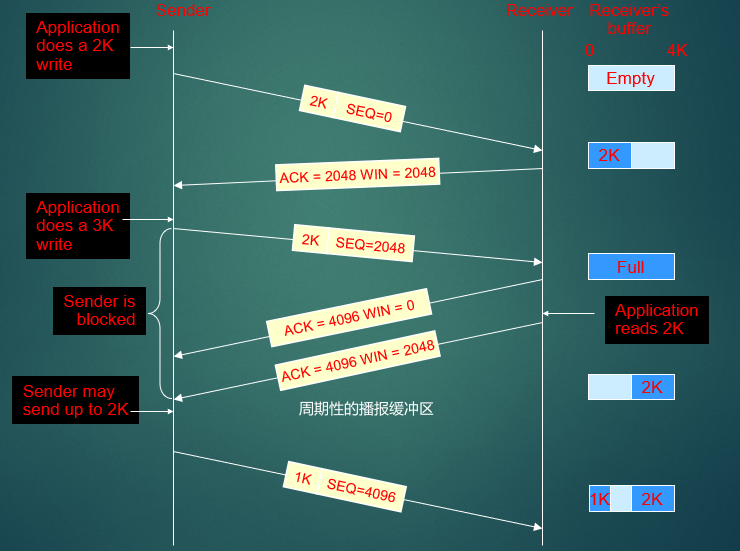 Sender
Receiver
Receiver's
buffer
0
4K
Application
does a 2K
write
Empty
2K SEQ=0
2K
ACK = 2048 WIN = 2048
Application
does a 3K
write
2K SEQ=2048
Full
Sender is
blocked
ACK = 4096 WIN = 0
Application
reads 2K
ACK = 4096 WIN = 2048
2K
Sender may
send up to 2K
周期性的播报缓冲区
1K SEQ=4096
1K
2K